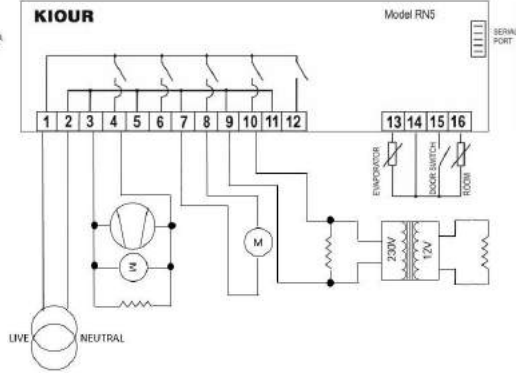 KIOUR
Model RN5
SERIAL
PORT
1 2 3 4 5 6 7 8 9 10 11 12
13 14 15 16
EVAPORATOR
DOOR SWITCH
ROOM
M
M
230V
12V
LIVE
NEUTRAL